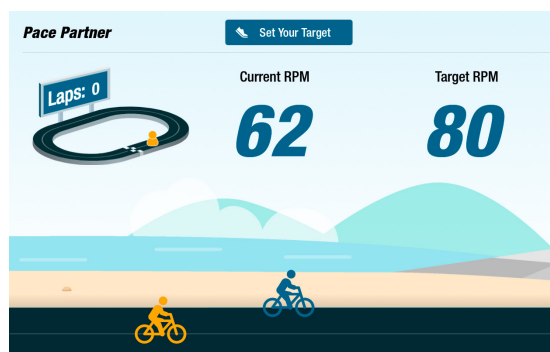 Pace Partner
Set Your Target
Laps: 0
Current RPM
62
Target RPM
80